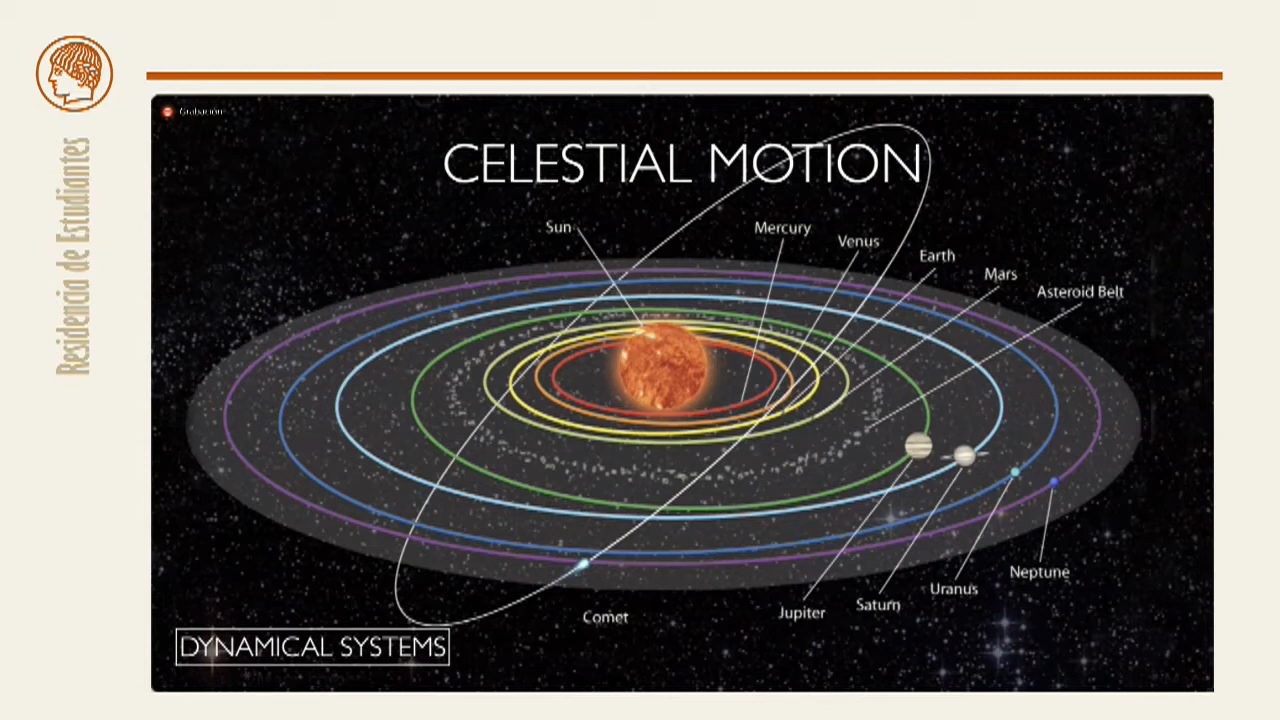 Residencia de Estudiantes
Grabación
CELESTIAL MOTION
Sun
Mercury
Venus
Earth
Mars
Asteroid Belt
Neptune
Uranus
Saturn
Jupiter
Comet
DYNAMICAL SYSTEMS